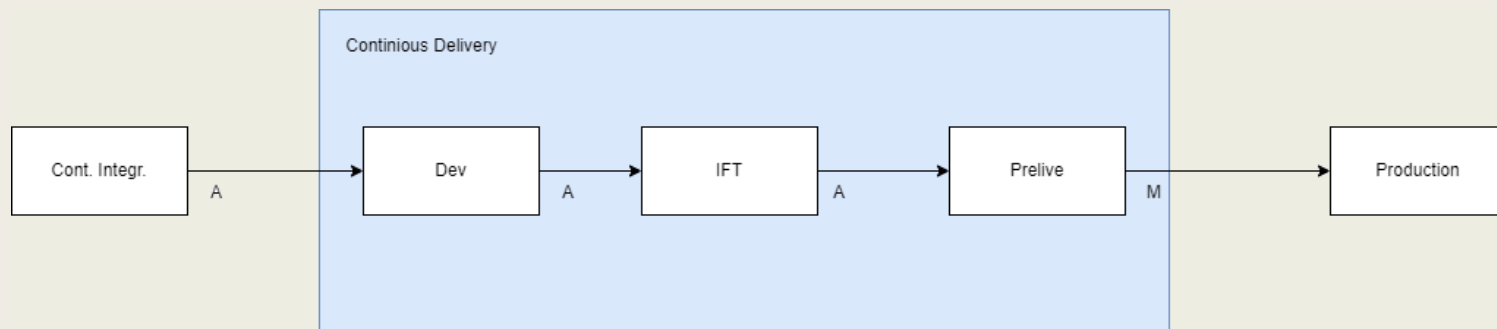 Continious Delivery
Cont. Integr.
A
Dev
A
IFT
A
Prelive
M
Production